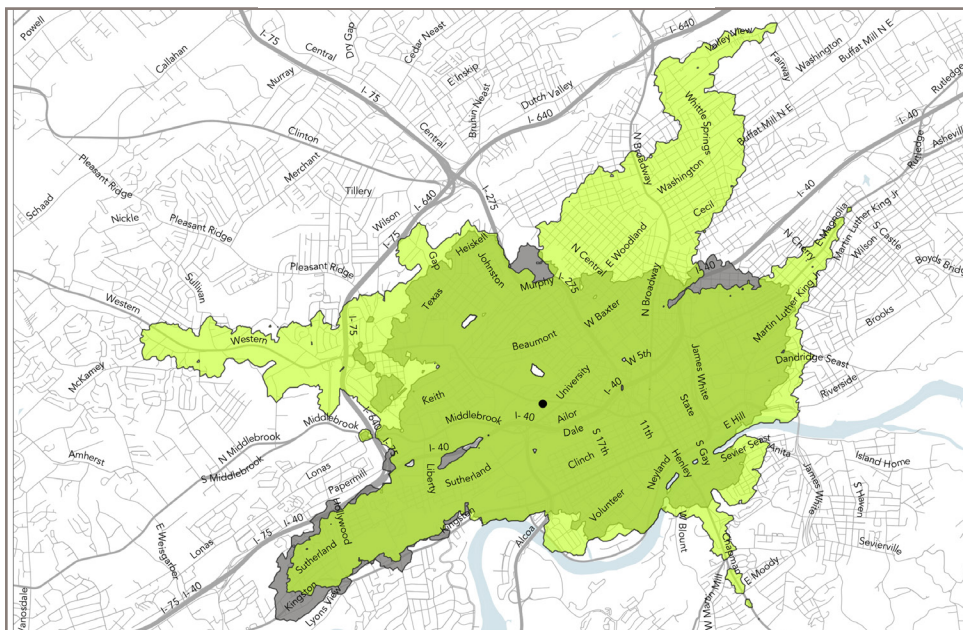 Powell
Callahan
I- 75
Central
Dry Gap
Cedar Neast
E Inskip
I- 640
Valley View
Fairway
Washington
Buffat Mill N E
Rutledge
Murray
I- 75
Bruhin Neast
Dutch Valley
I- 640
Whittle Springs
Buffat Mill N E
I- 40
Asheville
Rutledge
Clinton
Central
Merchant
N Broadway
Washington
Pleasant Ridge
Tillery
I- 640
I- 275
Cecil
Schaad
Nickle
Pleasant Ridge
Wilson
I- 75
Heiskell
Gap
N Central
E Woodland
N Cherry
E Magnolia
Martin Luther King Jr
S Castle
Wilson
Boyds Bridge
Pleasant Ridge
Sullivan
Johnston
Murphy
I- 275
I- 40
Western
Texas
N Broadway
W Baxter
Martin Luther King
Brooks
Western
I- 75
Beaumont
W 5th
James White
Dandridge Seast
McKamey
Keith
University
I- 40
State
Riverside
Middlebrook
I- 640
Middlebrook
I- 40
Ailor
Dale
S 17th
11th
E Hill
N Middlebrook
S Middlebrook
Amherst
Lonas
Papermill
I- 40
Liberty
Sutherland
Clinch
Neyland
Henley
S Gay
Sevier Seast
Anita
James White
Island Home
S Haven
Hollywood
Kingston
Volunteer
Alcoa
W Blount
Sevierville
E Weisgarber
Lonas
I- 75
I- 40
Sutherland
Chapman
E Moody
Kingston
Lyons View
I- 75
I- 40
Martin Mill